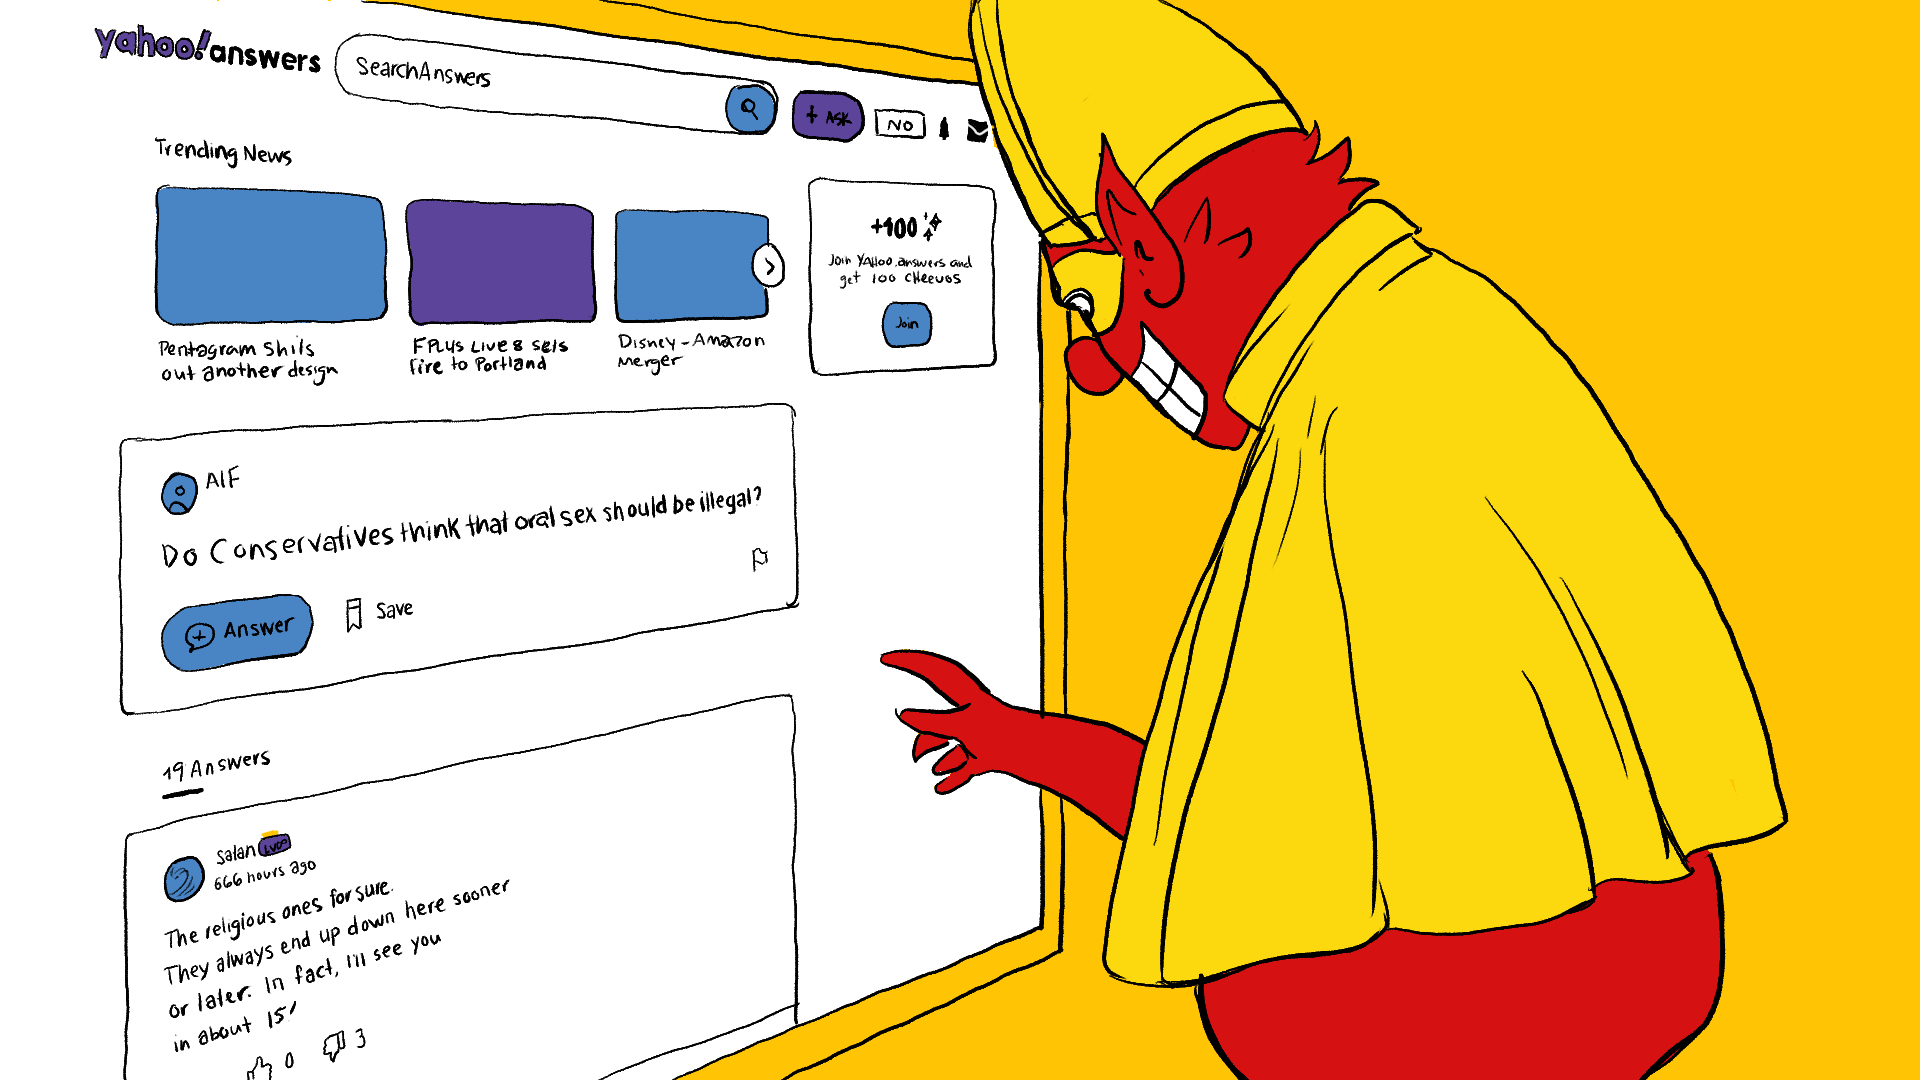 yahoo!answers
SearchAnswers
+ ASK
NO
Trending News
Pentagram Shits
out another design
FPLUS LIVE 8 sets
fire to Portland
Disney-Amazon
Merger
+100
Join YAHoo.answers and
get 100 CHeevos
Join
AIF
Do Conservatives think that oral sex should be illegal?
Answer
Save
19 Answers
Satan
666 hours ago
The religious ones for sure.
They always end up down here sooner
or later. In fact, I'll see you
in about 15'
0
3